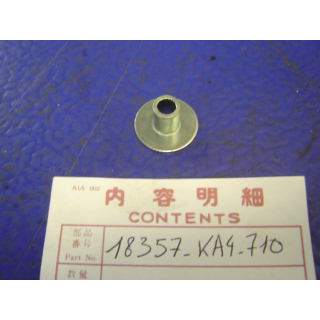 内容明細
CONTENTS
部品
番号
Part No.
18357-KA4-710
数量